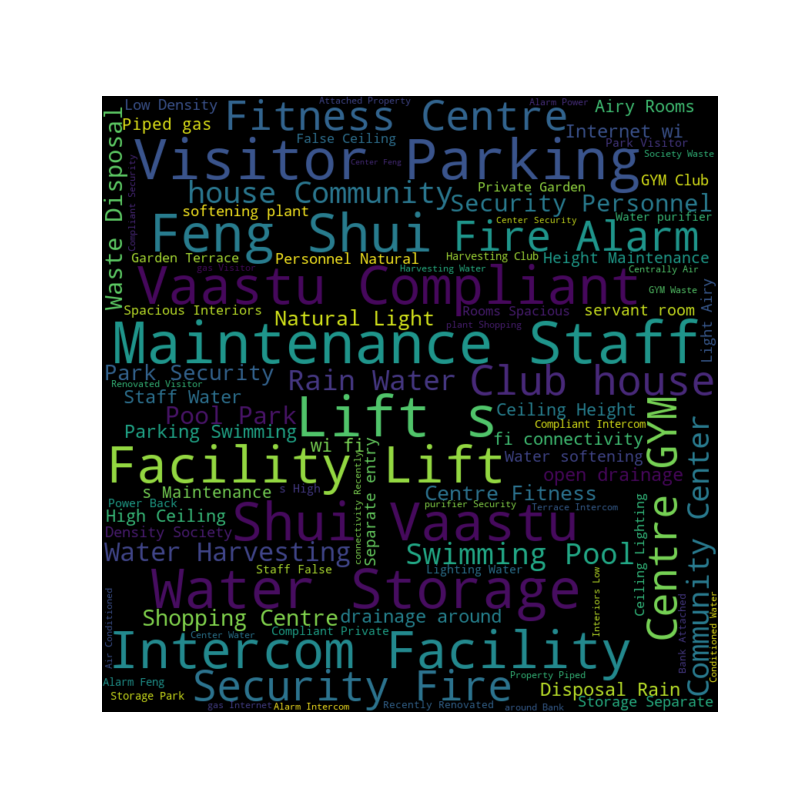 Low Density
Attached Property
Alarm Power
Airy Rooms
Fitness Centre
Piped gas
Internet wi
Waste Disposal
False Ceiling
Park Visitor
Visitor Parking
Society Waste
Compliant Security
Center Feng
house Community
Private Garden
GYM Club
Security Personnel
softening plant
Center Security
Water purifier
Feng Shui
Fire Alarm
Garden Terrace
Personnel Natural
Harvesting Club
Height Maintenance
gas Visitor
Harvesting Water
Centrally Air
Vaastu Compliant
GYM Waste
Spacious Interiors
Natural Light
Rooms Spacious
servant room
Light Airy
plant Shopping
Maintenance Staff
Park Security
Rain Water
Club house
Renovated Visitor
Staff Water
Pool Park
Lift s
Ceiling Height
Centre GYM
Parking Swimming
Compliant Intercom
fi connectivity
wi fi
Community Center
Facility Lift
Water softening
open drainage
s Maintenance
s High
connectivity Recently
Separate entry
Centre Fitness
Power Back
purifier Security
Terrace Intercom
High Ceiling
Shui Vaastu
Ceiling Lighting
Density Society
Water Harvesting
Swimming Pool
Staff False
Lighting Water
Water Storage
Interiors Low
Air Conditioned
Bank Attached
Conditioned Water
Shopping Centre
drainage around
Center Water
Compliant Private
Intercom Facility
Alarm Feng
Security Fire
Property Piped
Disposal Rain
Storage Park
gas Internet
Alarm Intercom
Recently Renovated
around Bank
Storage Separate